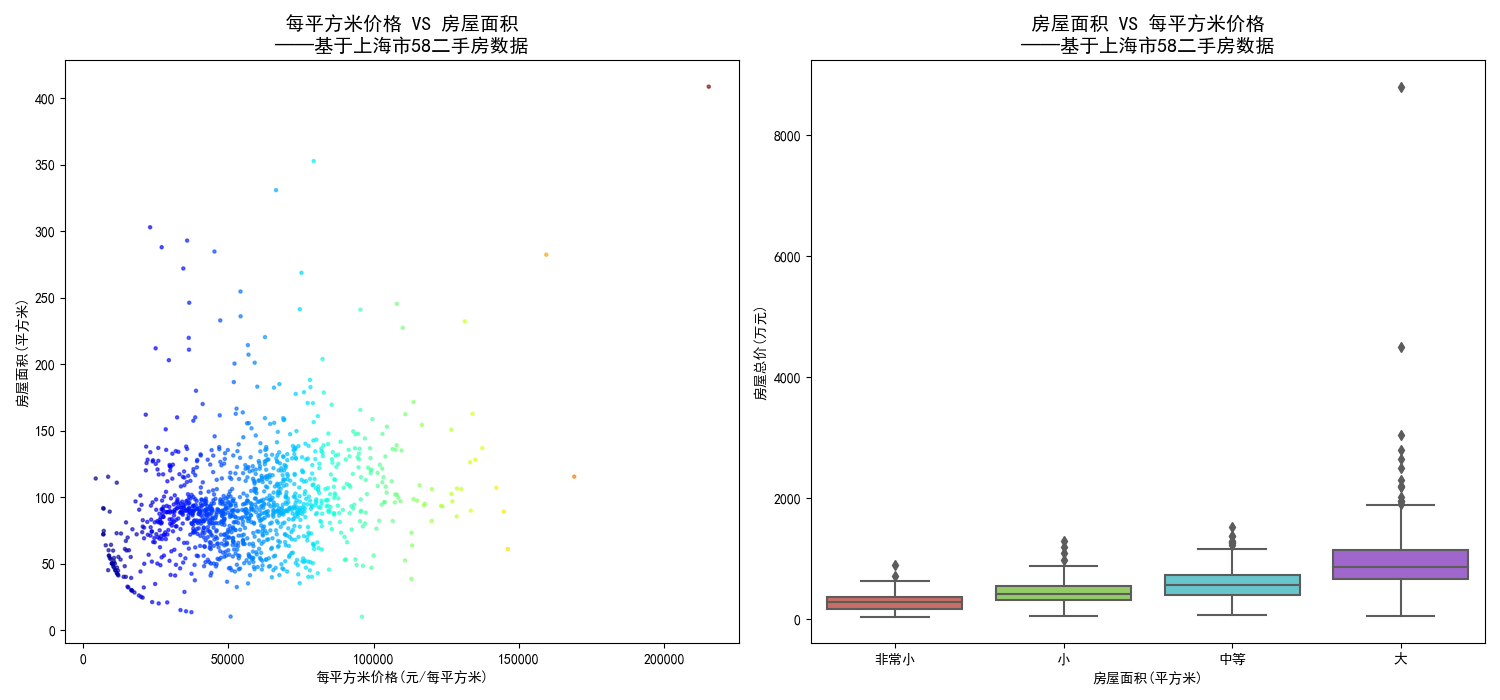 每平方米价格 VS 房屋面积
——基于上海市58二手房数据
400
350
300
250
200
150
100
50
0
房屋面积(平方米)
0
50000
100000
150000
200000
每平方米价格(元/每平方米)
房屋面积 VS 每平方米价格
——基于上海市58二手房数据
8000
6000
4000
2000
0
房屋总价(万元)
非常小
小
中等
大
房屋面积(平方米)